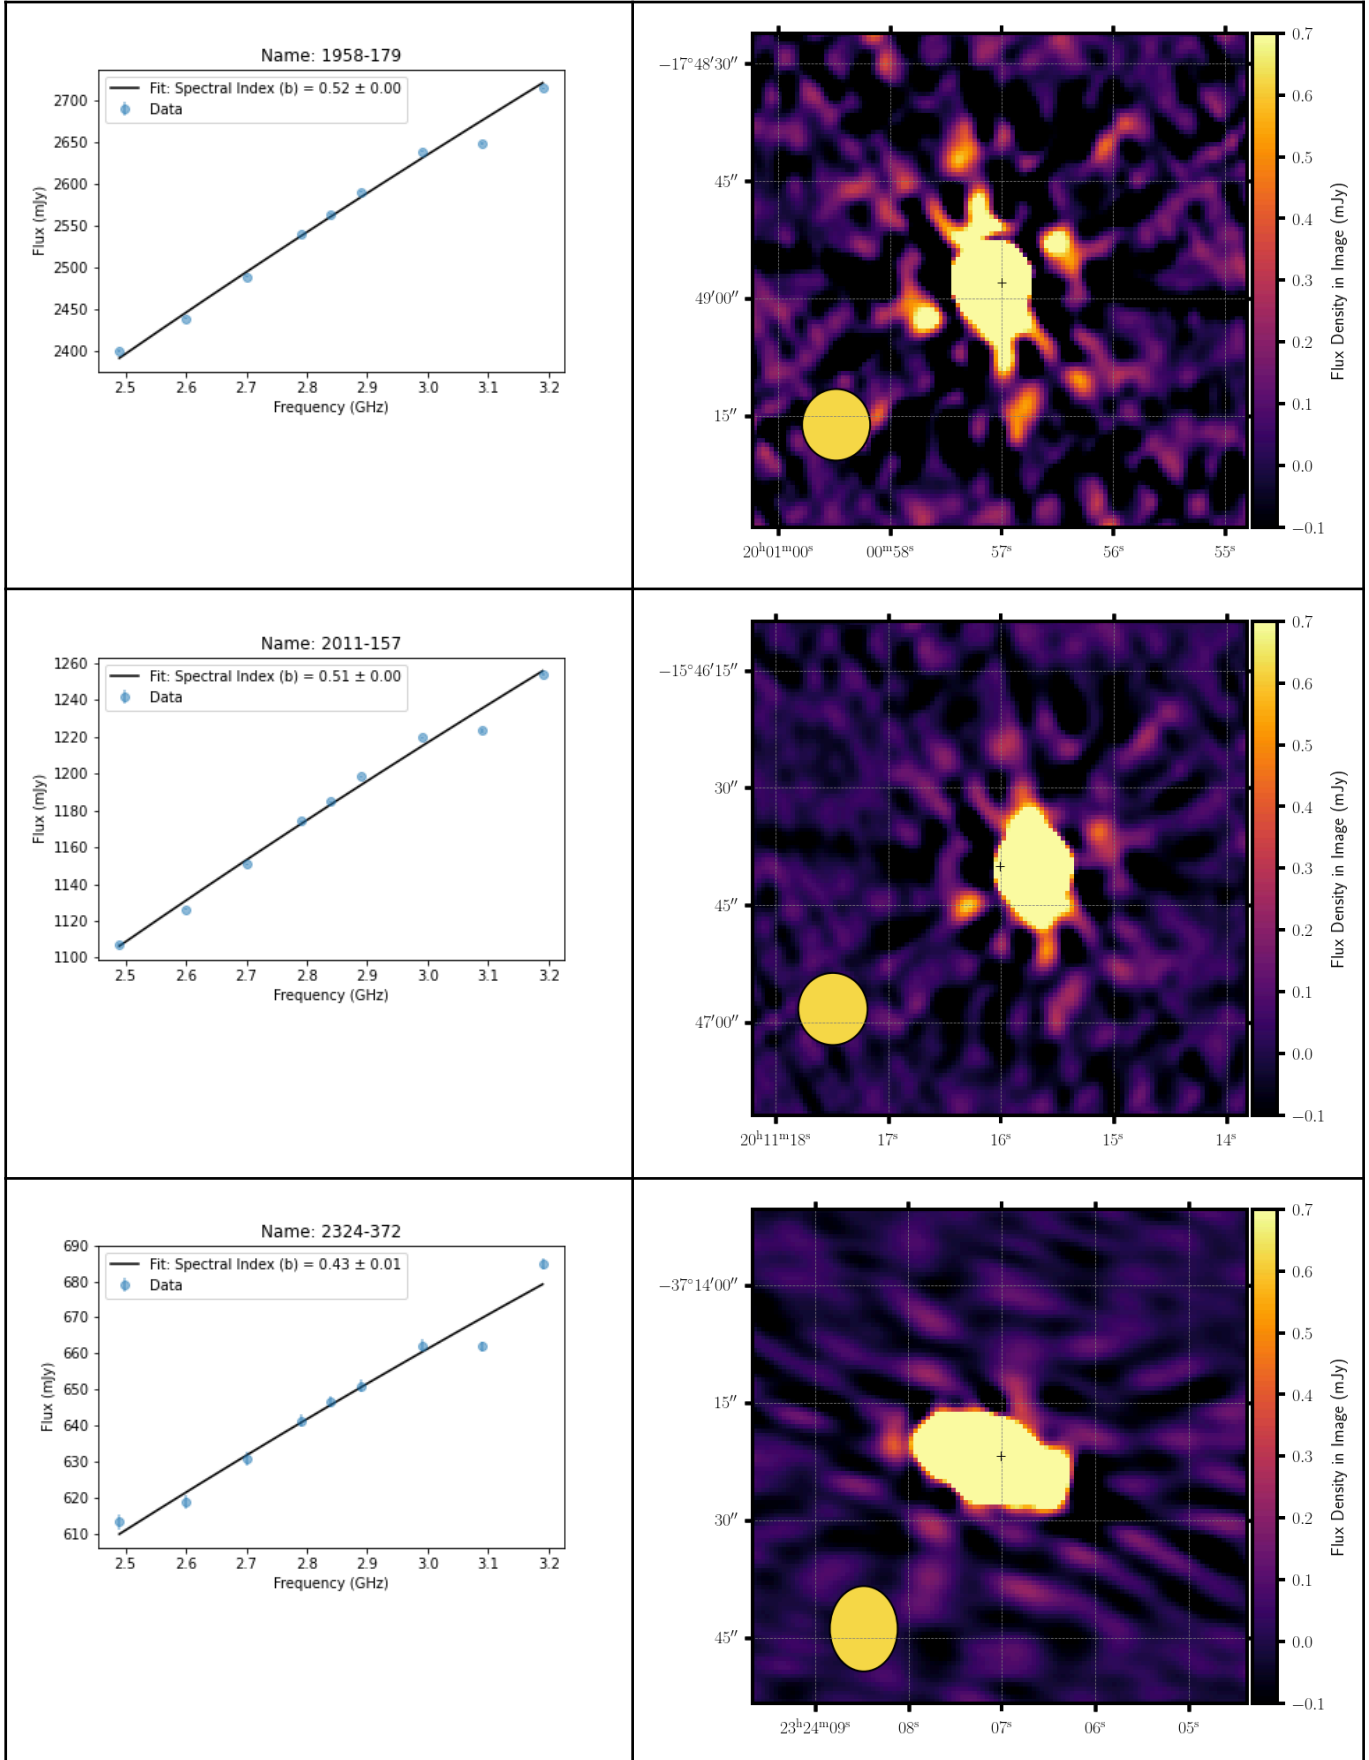 Name: 1958-179
Fit: Spectral Index (b) = 0.52 ± 0.00
Data
2700
2650
2600
2550
2500
2450
2400
Flux (mJy)
2.5 2.6 2.7 2.8 2.9 3.0 3.1 3.2
Frequency (GHz)
−17°48′30″
45″
49′00″
15″
20ʰ01ᵐ00ˢ 00ᵐ58ˢ 57ˢ 56ˢ 55ˢ
0.7
0.6
0.5
0.4
0.3
0.2
0.1
0.0
−0.1
Flux Density in Image (mJy)
Name: 2011-157
Fit: Spectral Index (b) = 0.51 ± 0.00
Data
1260
1240
1220
1200
1180
1160
1140
1120
1100
Flux (mJy)
2.5 2.6 2.7 2.8 2.9 3.0 3.1 3.2
Frequency (GHz)
−15°46′15″
30″
45″
47′00″
20ʰ11ᵐ18ˢ 17ˢ 16ˢ 15ˢ 14ˢ
0.7
0.6
0.5
0.4
0.3
0.2
0.1
0.0
−0.1
Flux Density in Image (mJy)
Name: 2324-372
Fit: Spectral Index (b) = 0.43 ± 0.01
Data
690
680
670
660
650
640
630
620
610
Flux (mJy)
2.5 2.6 2.7 2.8 2.9 3.0 3.1 3.2
Frequency (GHz)
−37°14′00″
15″
30″
45″
23ʰ24ᵐ09ˢ 08ˢ 07ˢ 06ˢ 05ˢ
0.7
0.6
0.5
0.4
0.3
0.2
0.1
0.0
−0.1
Flux Density in Image (mJy)